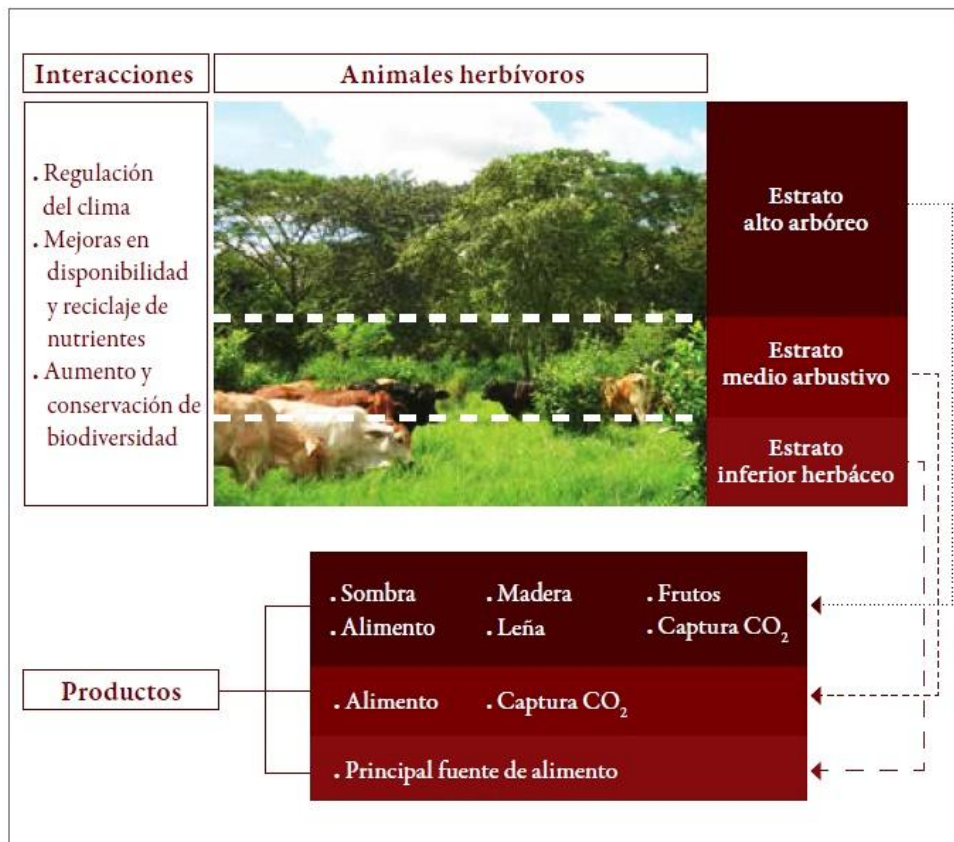 Interacciones
Animales herbívoros
. Regulación
del clima
. Mejoras en
disponibilidad
y reciclaje de
nutrientes
. Aumento y
conservación de
biodiversidad
Estrato
alto arbóreo
Estrato
medio arbustivo
Estrato
inferior herbáceo
Productos
. Sombra . Madera . Frutos
. Alimento . Leña . Captura CO₂
. Alimento . Captura CO₂
. Principal fuente de alimento